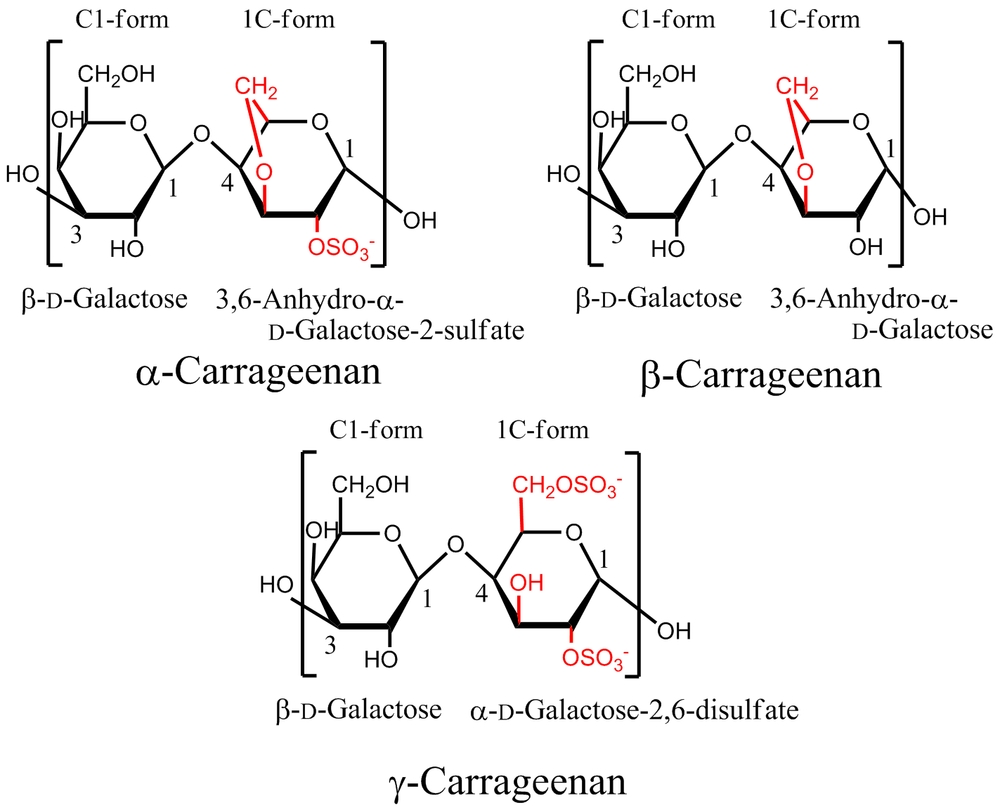 C1-form 1C-form C1-form 1C-form
CH2OH CH2 CH2OH CH2
OH O O O OH O O O
HO 1 4 O 1 HO 1 4 O 1
3 HO OSO3- OH 3 HO OH OH
β-D-Galactose 3,6-Anhydro-α- β-D-Galactose 3,6-Anhydro-α-
D-Galactose-2-sulfate D-Galactose
α-Carrageenan β-Carrageenan
C1-form 1C-form
CH2OH CH2OSO3-
OH O O O
HO 1 4 OH 1
3 HO OSO3- OH
β-D-Galactose α-D-Galactose-2,6-disulfate
γ-Carrageenan